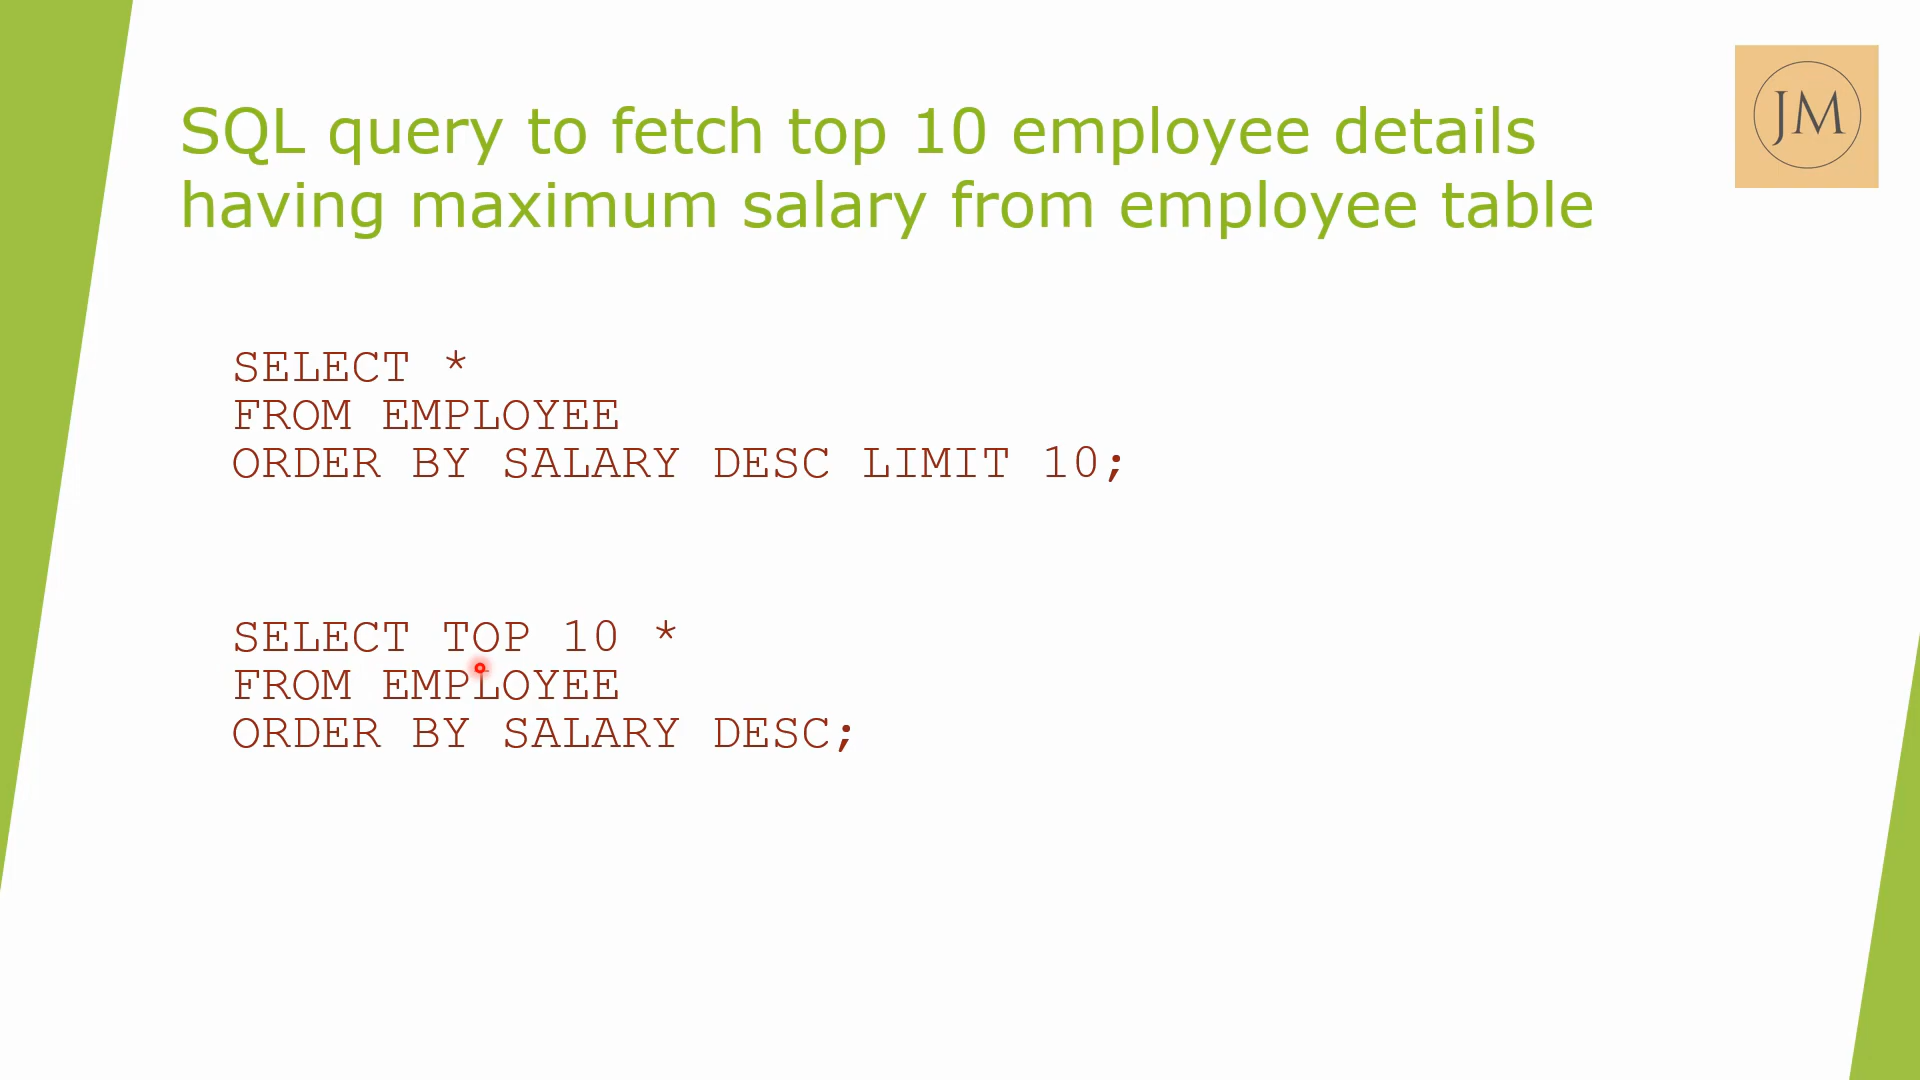 SQL query to fetch top 10 employee details
having maximum salary from employee table
JM
SELECT *
FROM EMPLOYEE
ORDER BY SALARY DESC LIMIT 10;
SELECT TOP 10 *
FROM EMPLOYEE
ORDER BY SALARY DESC;